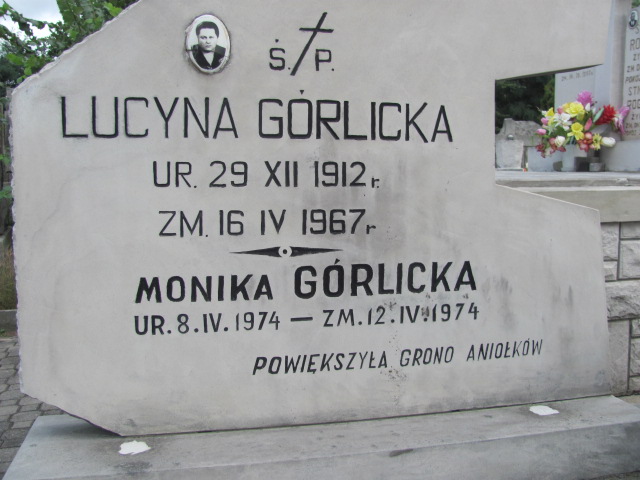 Ś. P.
LUCYNA GÓRLICKA
UR. 29 XII 1912 r.
ZM. 16 IV 1967 r
MONIKA GÓRLICKA
UR. 8. IV. 1974 — ZM. 12. IV. 1974
POWIĘKSZYŁA GRONO ANIOŁKÓW